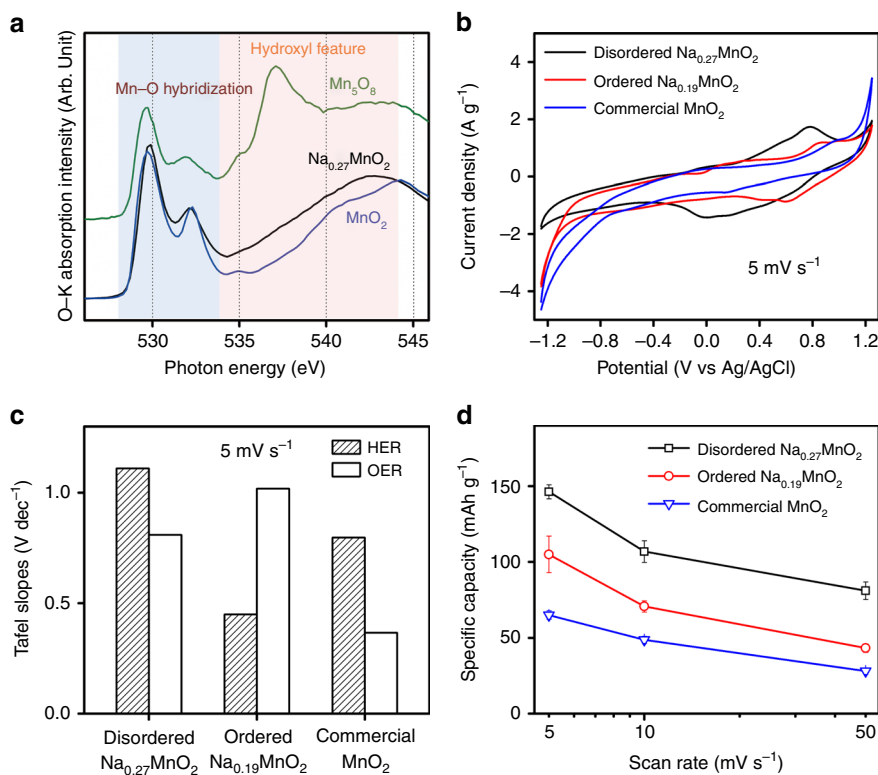 a
O–K absorption intensity (Arb. Unit)
Hydroxyl feature
Mn–O hybridization
Mn₅O₈
Na₀.₂₇MnO₂
MnO₂
530
535
540
545
Photon energy (eV)
b
Disordered Na₀.₂₇MnO₂
Ordered Na₀.₁₉MnO₂
Commercial MnO₂
Current density (A g⁻¹)
4
2
0
−2
−4
5 mV s⁻¹
−1.2
−0.8
−0.4
0.0
0.4
0.8
1.2
Potential (V vs Ag/AgCl)
c
5 mV s⁻¹
HER
OER
Tafel slopes (V dec⁻¹)
1.0
0.5
0.0
Disordered
Na₀.₂₇MnO₂
Ordered
Na₀.₁₉MnO₂
Commercial
MnO₂
d
Disordered Na₀.₂₇MnO₂
Ordered Na₀.₁₉MnO₂
Commercial MnO₂
Specific capacity (mAh g⁻¹)
150
100
50
0
5
10
50
Scan rate (mV s⁻¹)